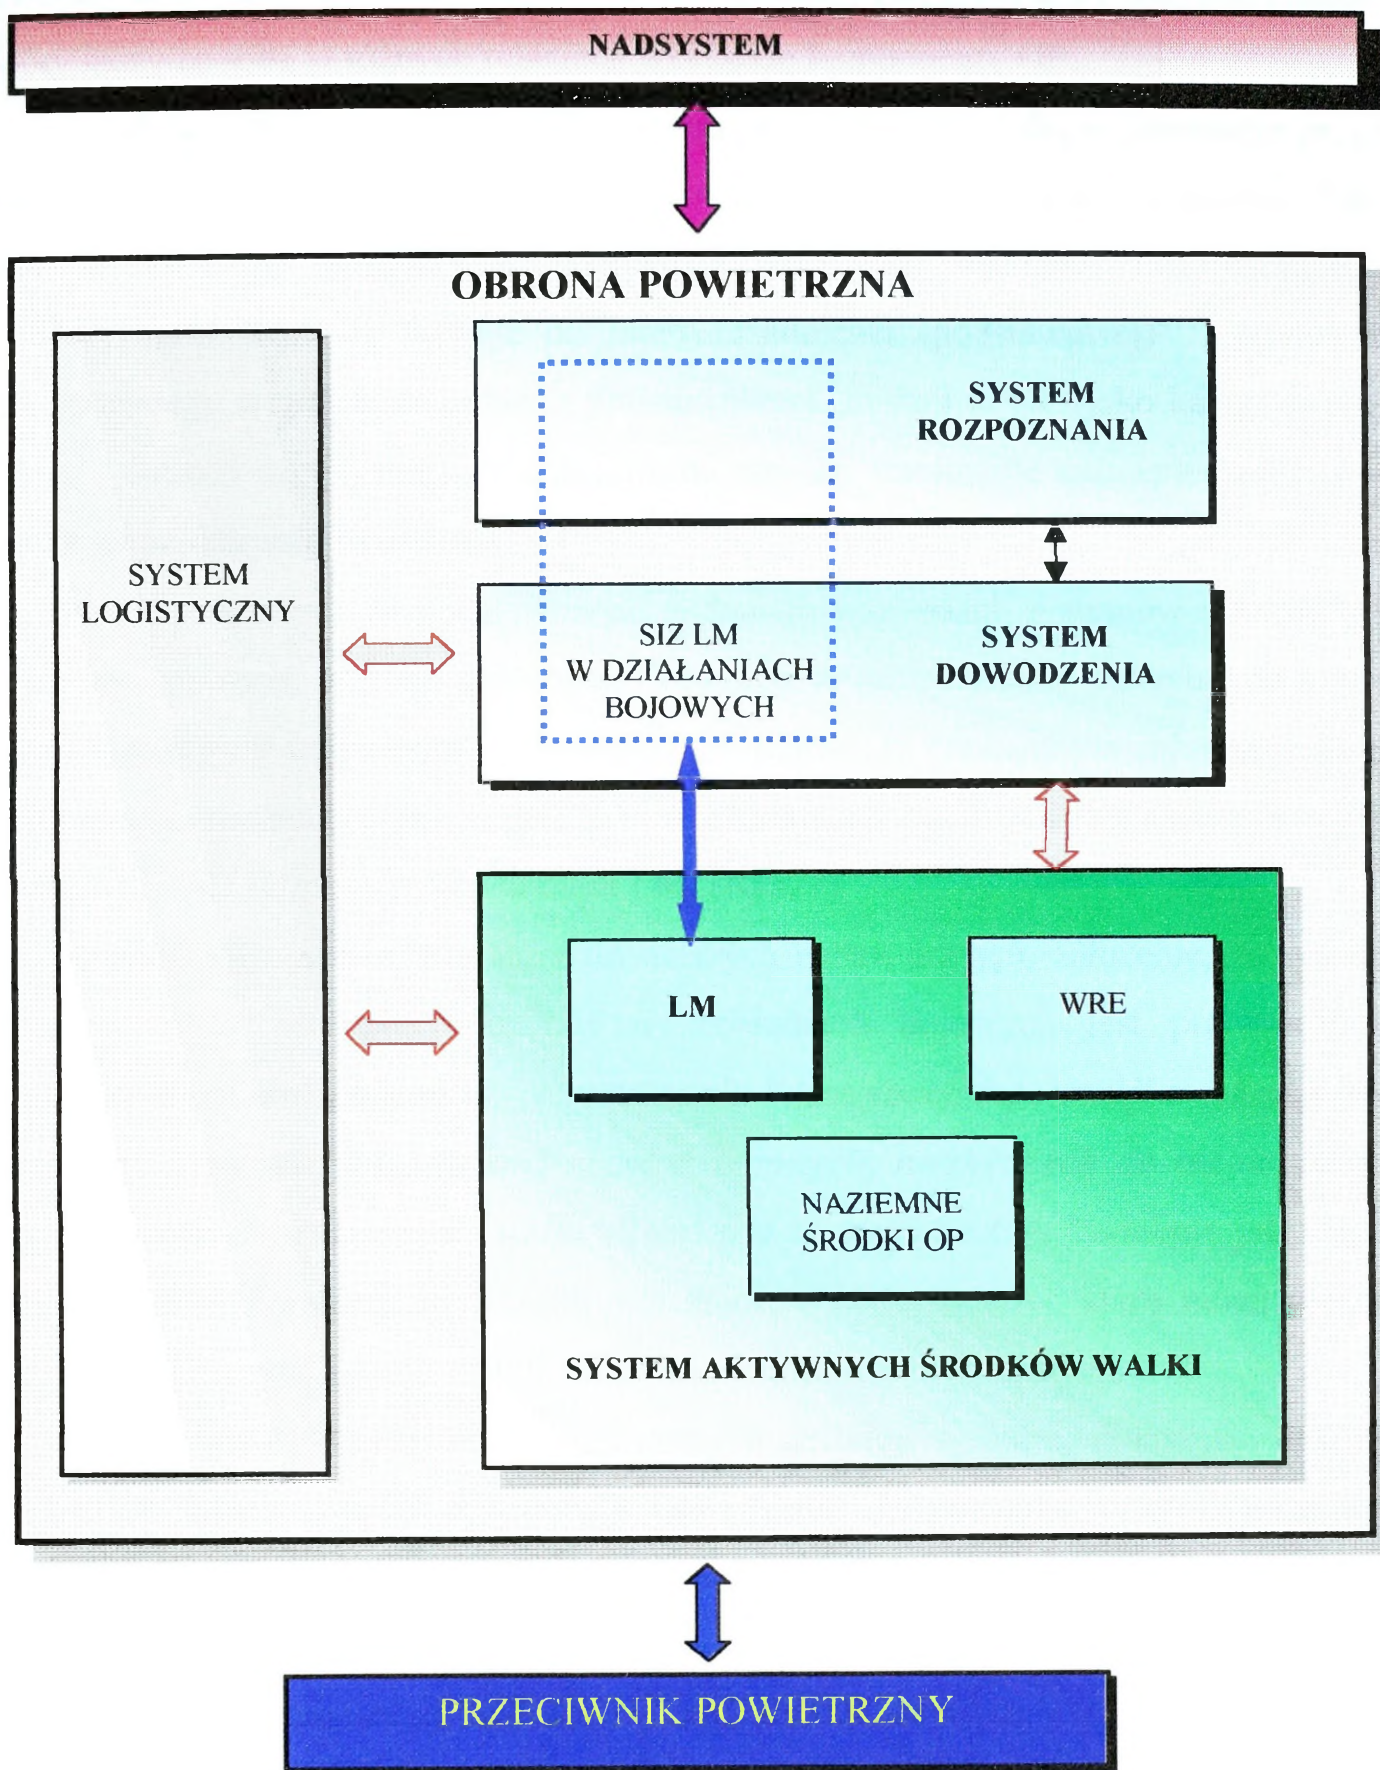 NADSYSTEM
OBRONA POWIETRZNA
SYSTEM
ROZPOZNANIA
SYSTEM
LOGISTYCZNY
SIZ LM
W DZIAŁANIACH
BOJOWYCH
SYSTEM
DOWODZENIA
LM
WRE
NAZIEMNE
ŚRODKI OP
SYSTEM AKTYWNYCH ŚRODKÓW WALKI
PRZECIWNIK POWIETRZNY